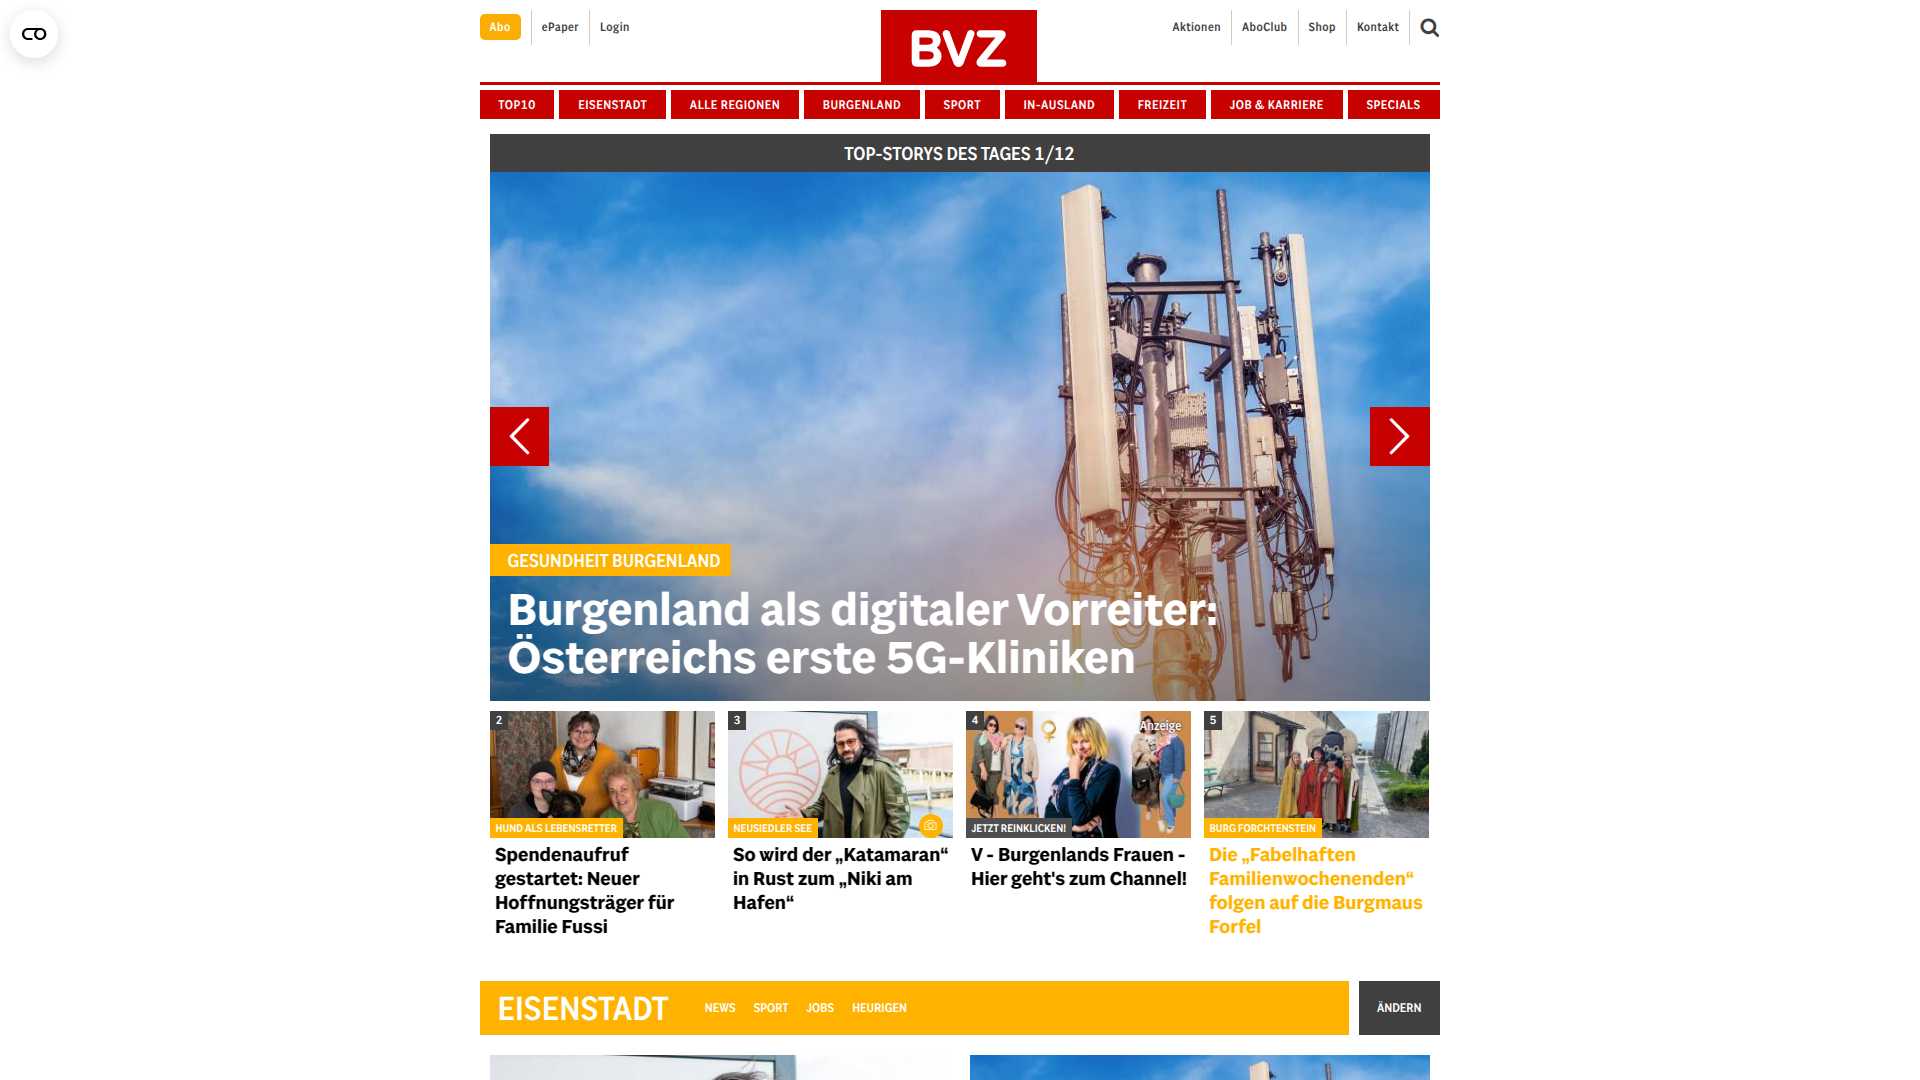 Abo
ePaper
Login
BVZ
Aktionen
AboClub
Shop
Kontakt
TOP10
EISENSTADT
ALLE REGIONEN
BURGENLAND
SPORT
IN-AUSLAND
FREIZEIT
JOB & KARRIERE
SPECIALS
TOP-STORYS DES TAGES 1/12
GESUNDHEIT BURGENLAND
Burgenland als digitaler Vorreiter:
Österreichs erste 5G-Kliniken
2
HUND ALS LEBENSRETTER
Spendenaufruf
gestartet: Neuer
Hoffnungsträger für
Familie Fussi
3
NEUSIEDLER SEE
So wird der „Katamaran“
in Rust zum „Niki am
Hafen“
4
Anzeige
JETZT REINKLICKEN!
V - Burgenlands Frauen -
Hier geht's zum Channel!
5
BURG FORCHTENSTEIN
Die „Fabelhaften
Familienwochenenden“
folgen auf die Burgmaus
Forfel
EISENSTADT
NEWS
SPORT
JOBS
HEURIGEN
ÄNDERN